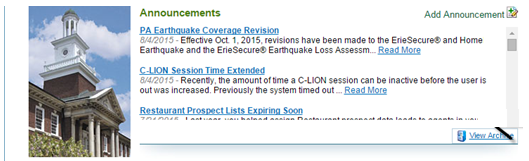 Announcements
Add Announcement
PA Earthquake Coverage Revision
8/4/2015 - Effective Oct. 1, 2015, revisions have been made to the ErieSecure® and Home
Earthquake and the ErieSecure® Earthquake Loss Assessm... Read More
C-LION Session Time Extended
8/4/2015 - Recently, the amount of time a C-LION session can be inactive before the user is
out was increased. Previously the system timed out ... Read More
Restaurant Prospect Lists Expiring Soon
View Archive